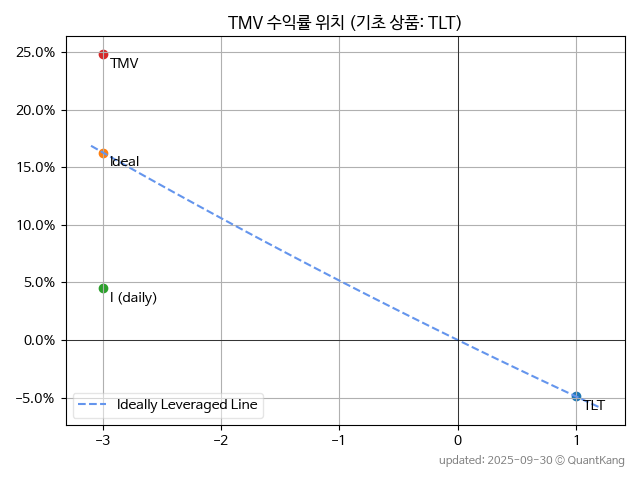 TMV 수익률 위치 (기초 상품: TLT)
25.0%
TMV
20.0%
Ideal
15.0%
10.0%
5.0%
I (daily)
0.0%
−5.0%
Ideally Leveraged Line
TLT
−3 −2 −1 0 1
updated: 2025-09-30 © QuantKang